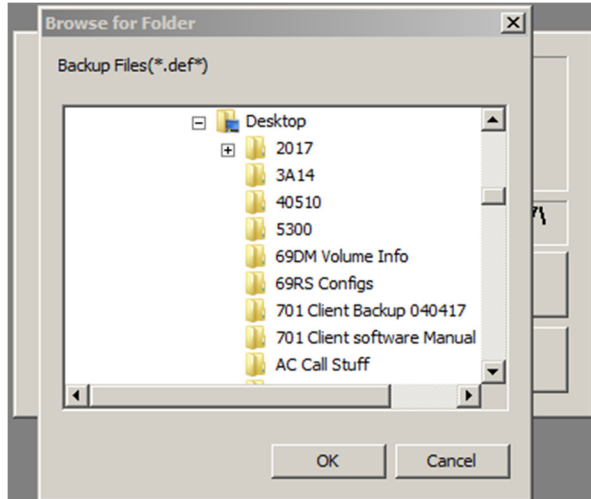 Browse for Folder
Backup Files(*.def*)
Desktop
2017
3A14
40510
5300
69DM Volume Info
69RS Configs
701 Client Backup 040417
701 Client software Manual
AC Call Stuff
OK
Cancel